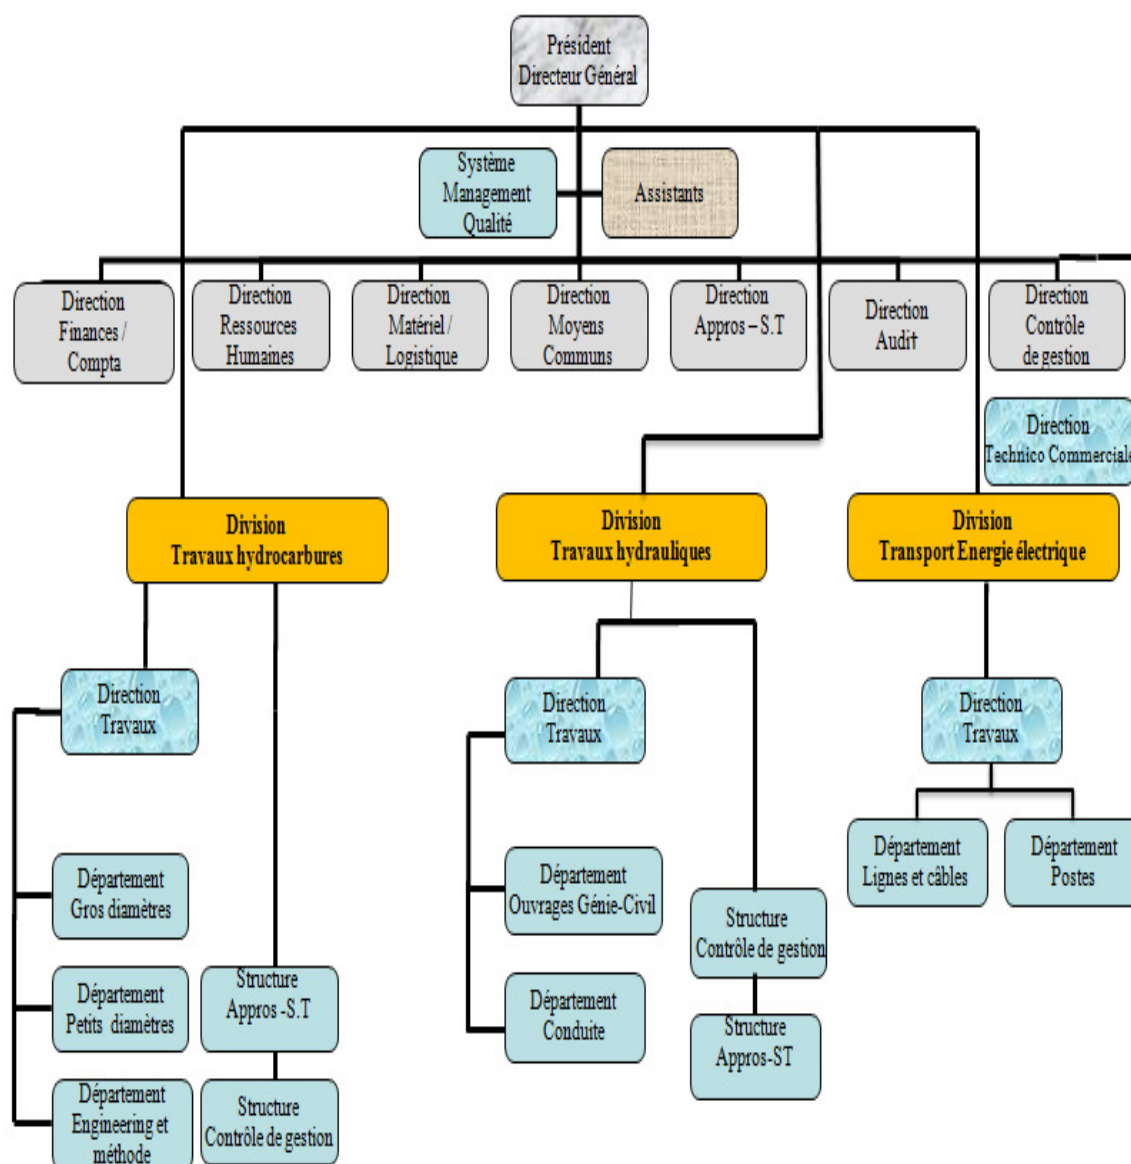 Président
Directeur Général
Système
Management
Qualité
Assistants
Direction
Finances /
Compta
Direction
Ressources
Humaines
Direction
Matériel /
Logistique
Direction
Moyens
Communs
Direction
Appros – S.T
Direction
Audit
Direction
Contrôle
de gestion
Direction
Technico Commerciale
Division
Travaux hydrocarbures
Division
Travaux hydrauliques
Division
Transport Energie électrique
Direction
Travaux
Direction
Travaux
Direction
Travaux
Département
Gros diamètres
Département
Petits diamètres
Département
Engineering et
méthode
Structure
Appros -S.T
Structure
Contrôle de gestion
Département
Ouvrages Génie-Civil
Département
Conduite
Structure
Contrôle de gestion
Structure
Appros-ST
Département
Lignes et câbles
Département
Postes